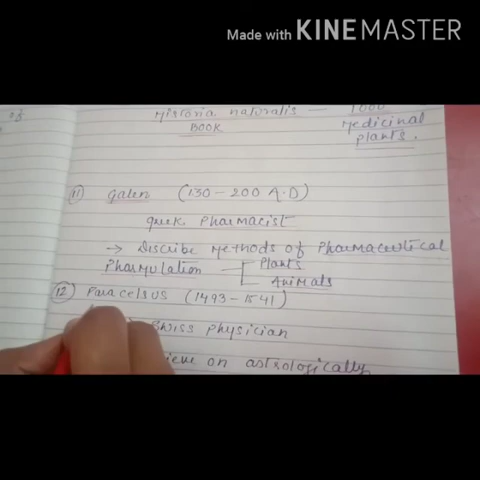 Made with KINEMASTER
Historia naturalis — 1000
BOOK Medicinal
plants.
11 Galen (130-200 A.D)
Greek Pharmacist
→ Describe Methods of Pharmaceutical
Pharmulation Plants
Animals
12 Paracelsus (1493-1541)
Swiss physician
on astrologically